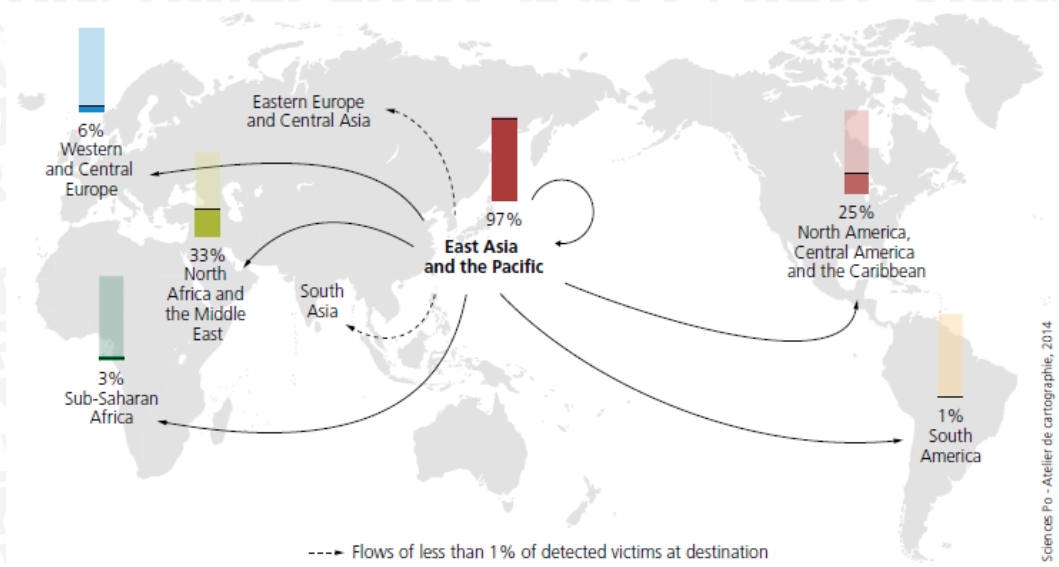 6%
Western
and Central
Europe
Eastern Europe
and Central Asia
33%
North
Africa and
the Middle
East
South
Asia
97%
East Asia
and the Pacific
25%
North America,
Central America
and the Caribbean
3%
Sub-Saharan
Africa
1%
South
America
Flows of less than 1% of detected victims at destination
Sciences Po - Atelier de cartographie, 2014